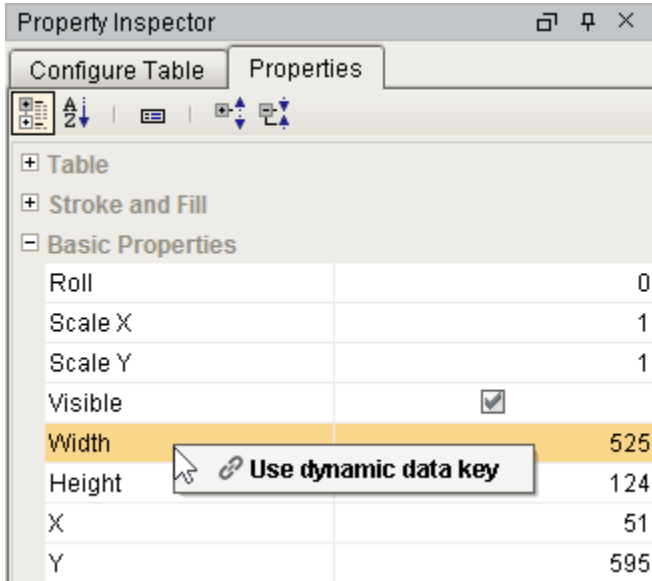 Property Inspector
Configure Table Properties
Table
Stroke and Fill
Basic Properties
Roll 0
Scale X 1
Scale Y 1
Visible
Width 525
Use dynamic data key
Height 124
X 51
Y 595